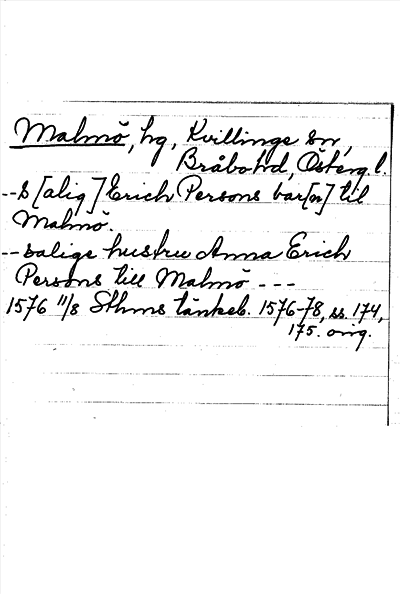 Malmö, hg, Kvillinge sn,
Bråbo hd, Österg. l.
--S [alig] Erich Persons bar[n] til
Malmö.
-- salige hustru Anna Erich
Persons till Malmö ---
1576 11/8 Sthms tänkeb. 1576-78, ss. 174,
175. orig.